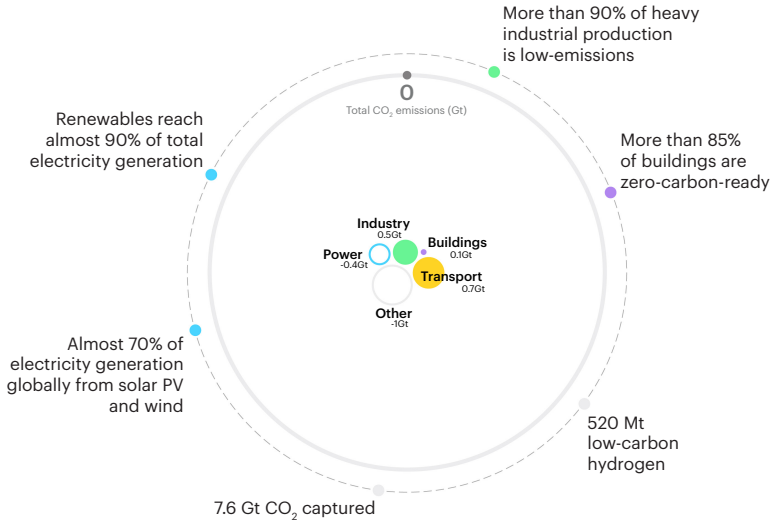 More than 90% of heavy
industrial production
is low-emissions
0
Total CO₂ emissions (Gt)
Renewables reach
almost 90% of total
electricity generation
More than 85%
of buildings are
zero-carbon-ready
Industry
0.5Gt
Buildings
0.1Gt
Power
-0.4Gt
Transport
0.7Gt
Other
-1Gt
Almost 70% of
electricity generation
globally from solar PV
and wind
520 Mt
low-carbon
hydrogen
7.6 Gt CO₂ captured